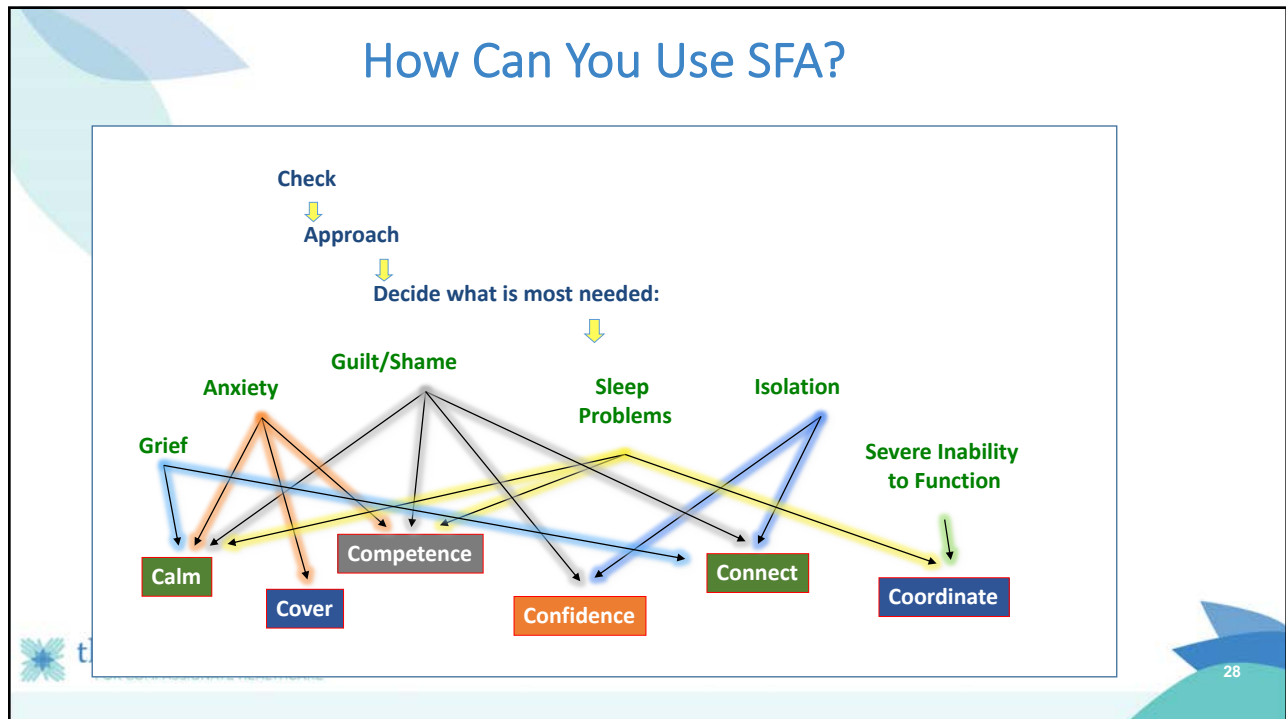 How Can You Use SFA?
Check
Approach
Decide what is most needed:
Guilt/Shame
Anxiety
Sleep
Problems
Isolation
Grief
Severe Inability
to Function
Competence
Calm
Connect
Coordinate
Cover
Confidence
28